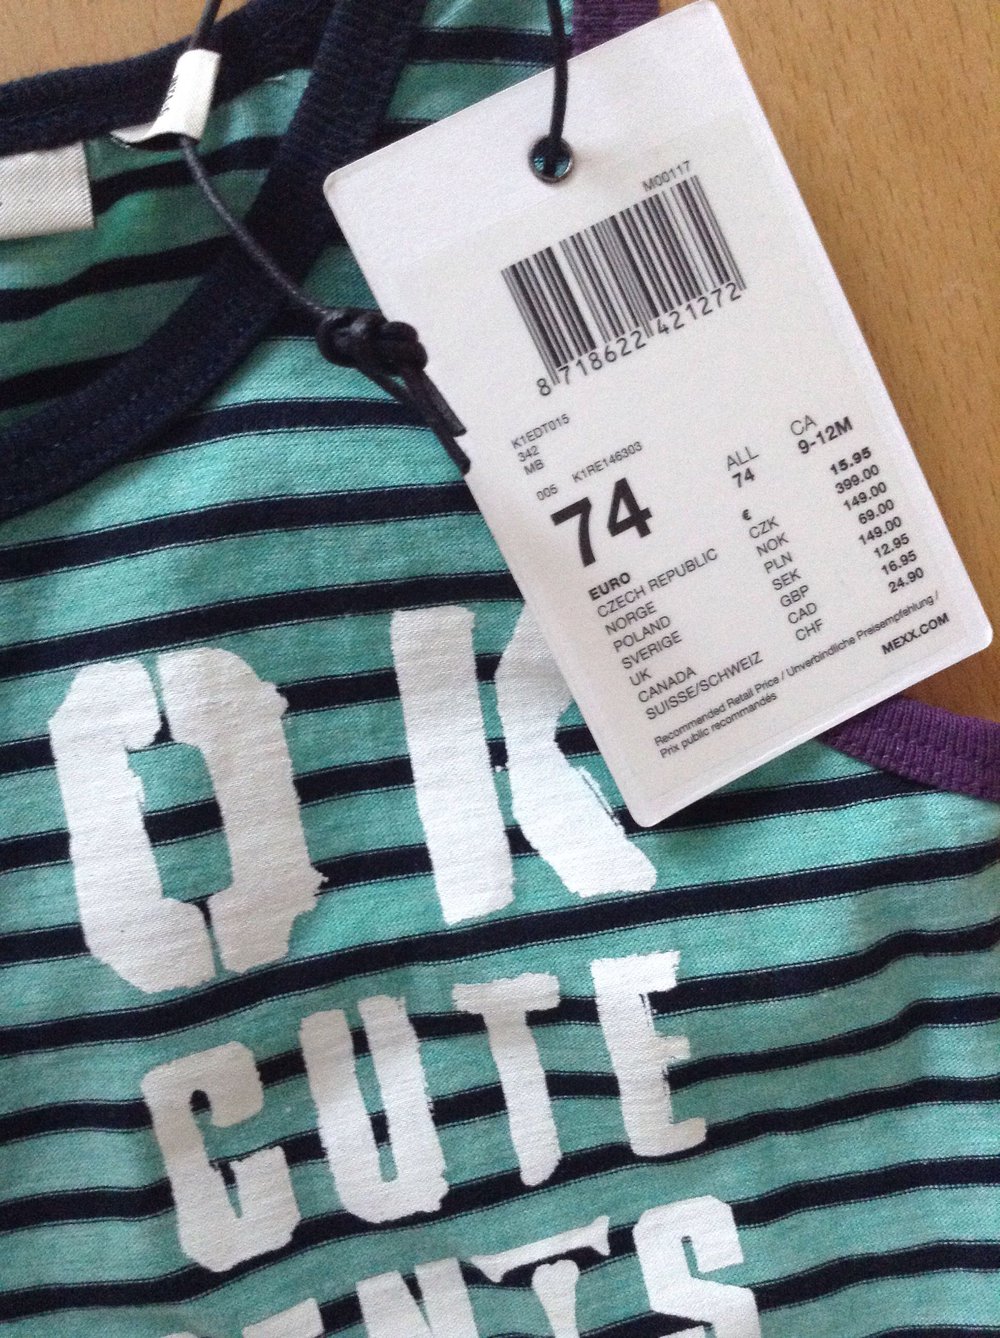 M00117
8 718622 421272
K1EDT015
342
MB
005 K1RE146303
74
ALL
74
CA
9-12M
EURO € 15.95
CZECH REPUBLIC CZK 399.00
NORGE NOK 149.00
POLAND PLN 69.00
SVERIGE SEK 149.00
UK GBP 12.95
CANADA CAD 16.95
SUISSE/SCHWEIZ CHF 24.90
Recommended Retail Price / Unverbindliche Preisempfehlung /
Prix public recommandés
MEXX.COM
OK
CUTE